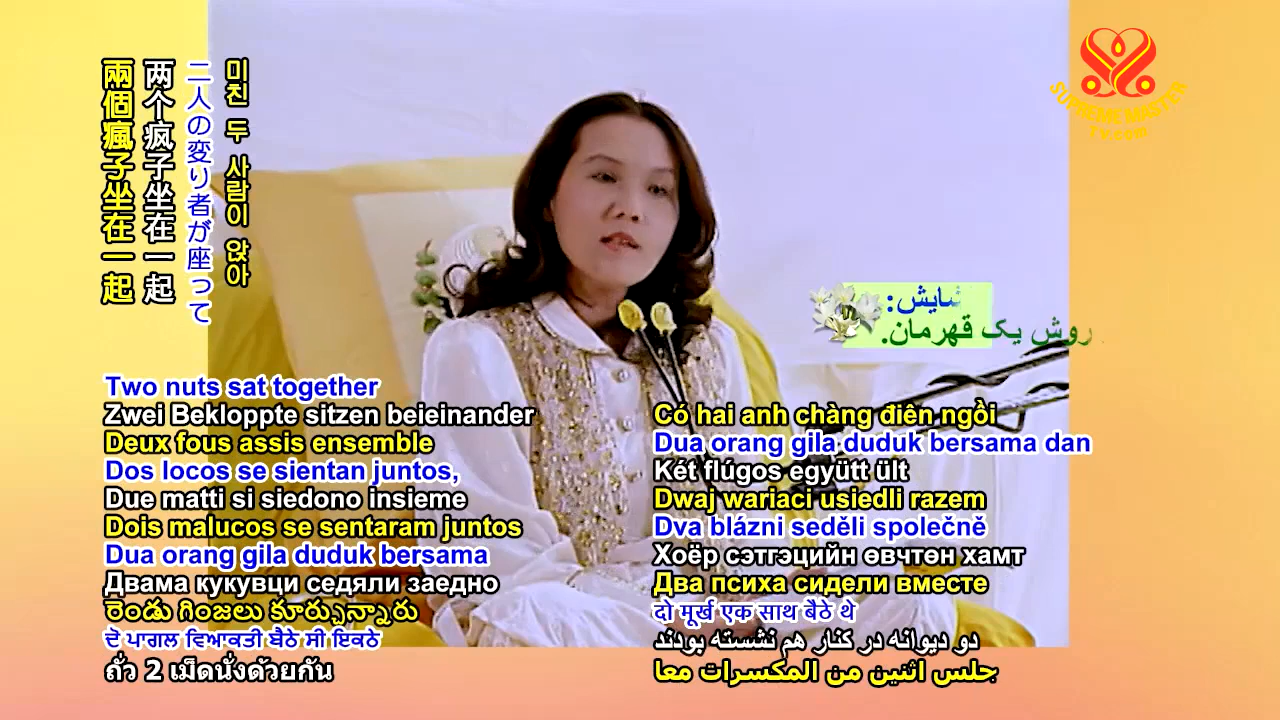 兩個瘋子坐在一起
两个疯子坐在一起
二人の変り者が座って
미친 두 사람이 앉아
SUPREME MASTER
TV.COM
شایش:
روش یک قهرمان.
Two nuts sat together
Zwei Bekloppte sitzen beieinander
Deux fous assis ensemble
Dos locos se sientan juntos,
Due matti si siedono insieme
Dois malucos se sentaram juntos
Dua orang gila duduk bersama
Двама кукувци седяли заедно
రెండు గింజలు కూర్చున్నారు
ਦੋ ਪਾਗਲ ਵਿਆਕਤੀ ਬੈਠੇ ਸੀ ਇਕਠੇ
ถั่ว 2 เม็ดนั่งด้วยกัน
Có hai anh chàng điên ngồi
Dua orang gila duduk bersama dan
Két flúgos együtt ült
Dwaj wariaci usiedli razem
Dva blázni seděli společně
Хоёр сэтгэцийн өвчтөн хамт
Два психа сидели вместе
दो मूर्ख एक साथ बैठे थे
دو دیوانه در کنار هم نشسته بودند
جلس اثنين من المكسرات معا